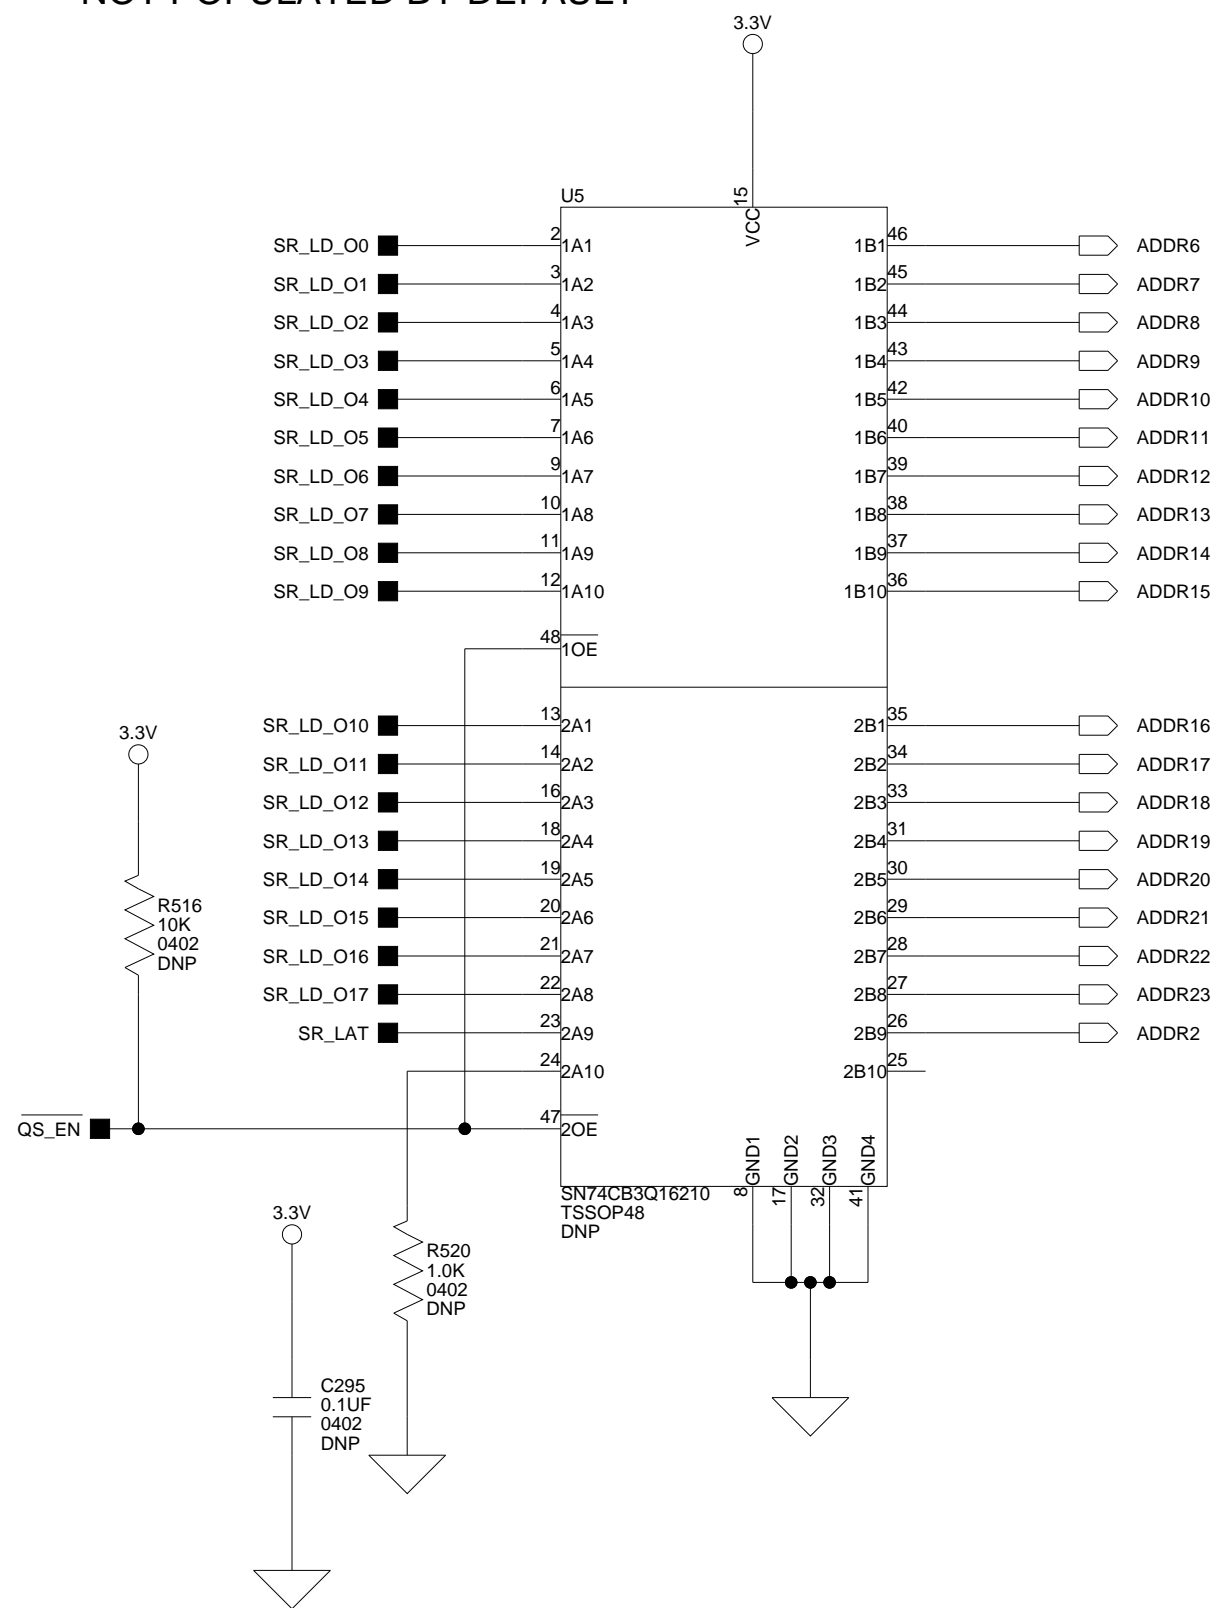 NOT POPULATED BY DEFAULT
3.3V
U5
15
VCC
SR_LD_O0 2 1A1 1B1 46 ADDR6
SR_LD_O1 3 1A2 1B2 45 ADDR7
SR_LD_O2 4 1A3 1B3 44 ADDR8
SR_LD_O3 5 1A4 1B4 43 ADDR9
SR_LD_O4 6 1A5 1B5 42 ADDR10
SR_LD_O5 7 1A6 1B6 40 ADDR11
SR_LD_O6 9 1A7 1B7 39 ADDR12
SR_LD_O7 10 1A8 1B8 38 ADDR13
SR_LD_O8 11 1A9 1B9 37 ADDR14
SR_LD_O9 12 1A10 1B10 36 ADDR15
48 1OE
SR_LD_O10 13 2A1 2B1 35 ADDR16
3.3V
SR_LD_O11 14 2A2 2B2 34 ADDR17
SR_LD_O12 16 2A3 2B3 33 ADDR18
SR_LD_O13 18 2A4 2B4 31 ADDR19
SR_LD_O14 19 2A5 2B5 30 ADDR20
R516
10K
0402
DNP
SR_LD_O15 20 2A6 2B6 29 ADDR21
SR_LD_O16 21 2A7 2B7 28 ADDR22
SR_LD_O17 22 2A8 2B8 27 ADDR23
SR_LAT 23 2A9 2B9 26 ADDR2
24 2A10 2B10 25
QS_EN 47 2OE
GND1 GND2 GND3 GND4
8 17 32 41
SN74CB3Q16210
TSSOP48
DNP
3.3V
R520
1.0K
0402
DNP
C295
0.1UF
0402
DNP